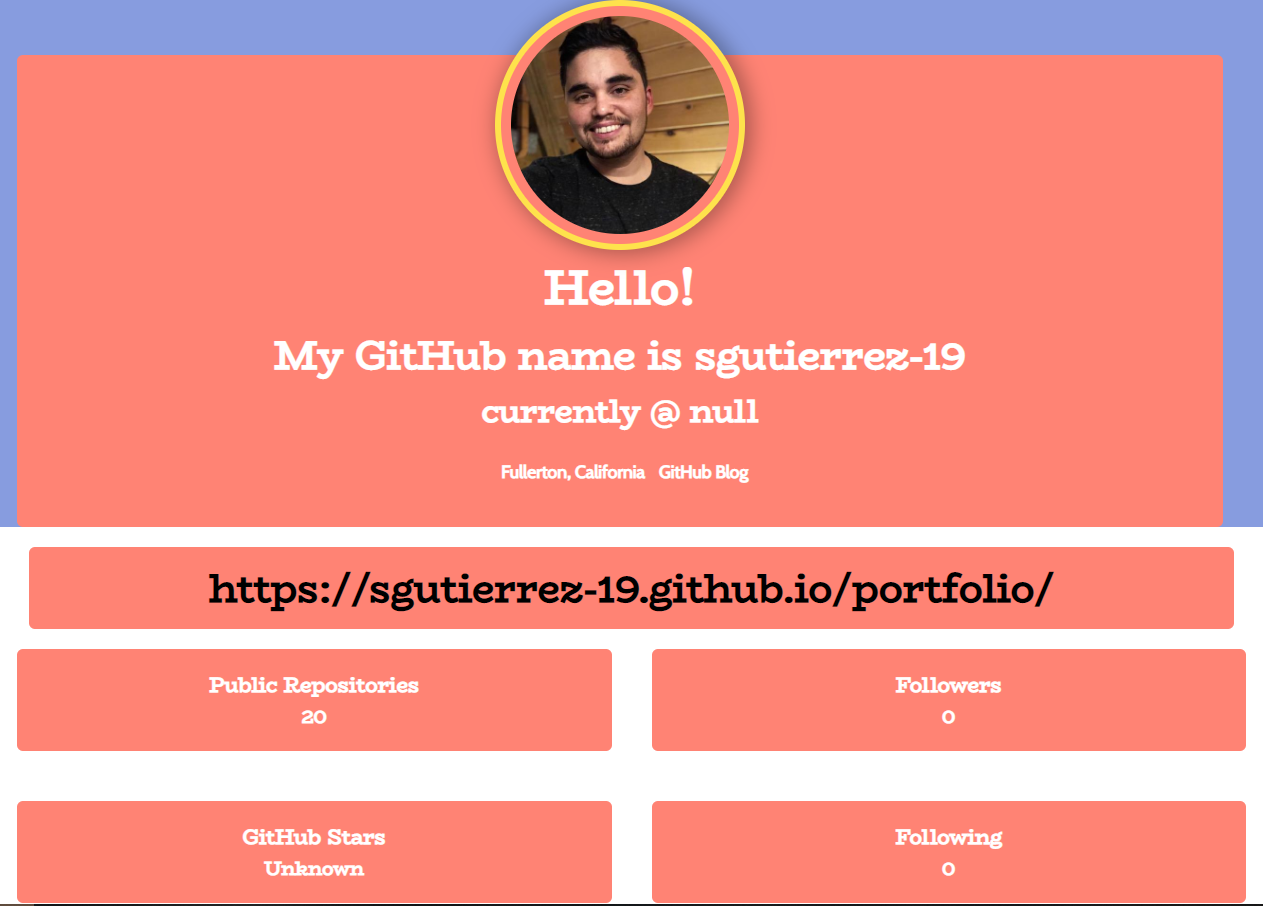 Hello!
My GitHub name is sgutierrez-19
currently @ null
Fullerton, California GitHub Blog
https://sgutierrez-19.github.io/portfolio/
Public Repositories
20
Followers
0
GitHub Stars
Unknown
Following
0